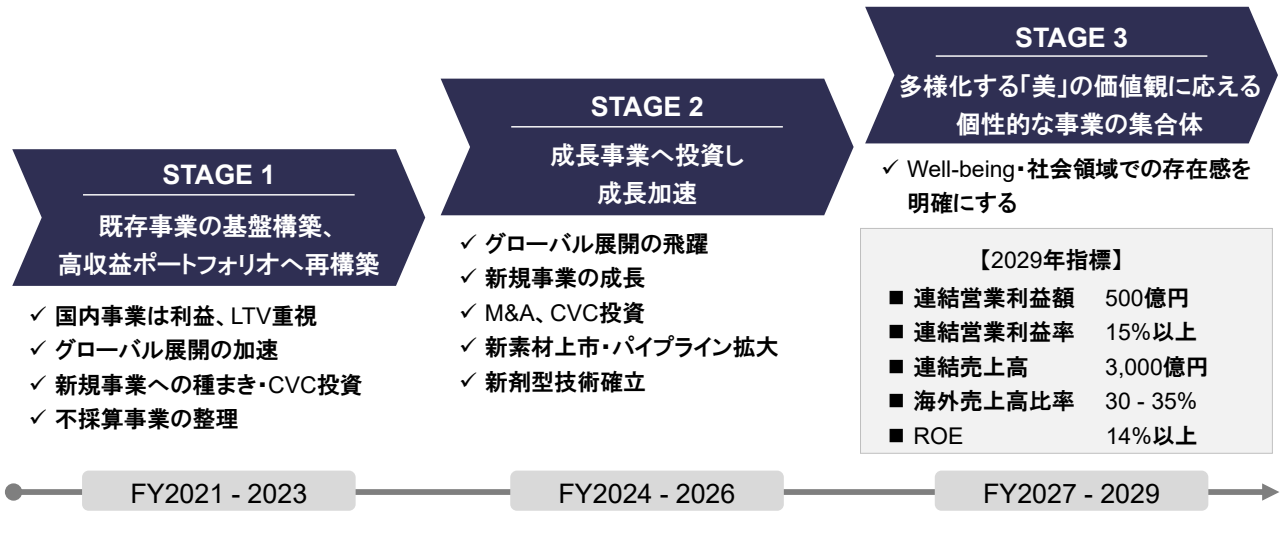 STAGE 1
既存事業の基盤構築、
高収益ポートフォリオへ再構築
✓ 国内事業は利益、LTV重視
✓ グローバル展開の加速
✓ 新規事業への種まき・CVC投資
✓ 不採算事業の整理
FY2021 - 2023
STAGE 2
成長事業へ投資し
成長加速
✓ グローバル展開の飛躍
✓ 新規事業の成長
✓ M&A、CVC投資
✓ 新素材上市・パイプライン拡大
✓ 新剤型技術確立
FY2024 - 2026
STAGE 3
多様化する「美」の価値観に応える
個性的な事業の集合体
✓ Well-being・社会領域での存在感を
明確にする
【2029年指標】
■ 連結営業利益額 500億円
■ 連結営業利益率 15%以上
■ 連結売上高 3,000億円
■ 海外売上高比率 30 - 35%
■ ROE 14%以上
FY2027 - 2029